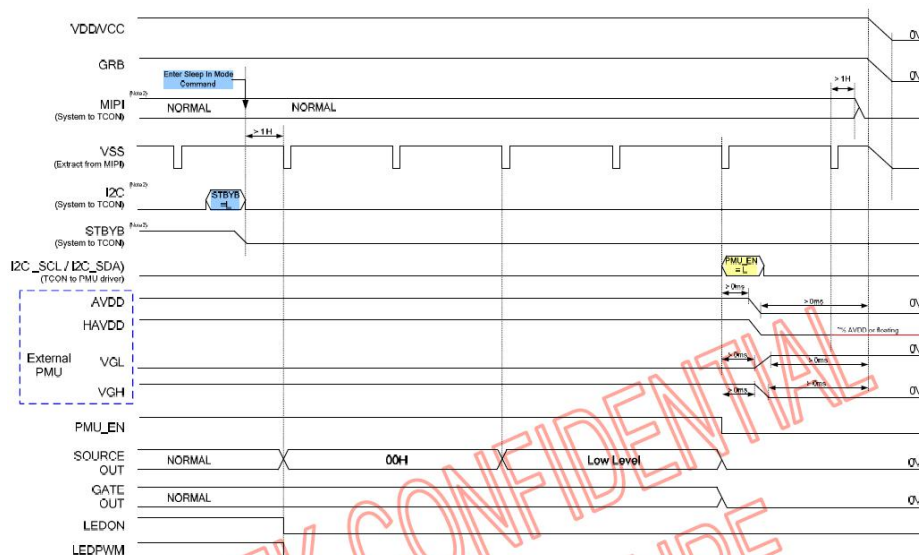 VDD/VCC
0V
GRB
0V
Enter Sleep In Mode
Command
MIPI (Note2)
(System to TCON)
NORMAL
NORMAL
> 1H
> 1H
VSS
(Extract from MIPI)
I2C (Note2)
(System to TCON)
STBYB
=L
STBYB (Note2)
(System to TCON)
I2C_SCL / I2C_SDA)
(TCON to PMU driver)
PMU_EN
= L
AVDD
> 0ms
> 0ms
0V
HAVDD
½ AVDD or floating
External
PMU
VGL
> 0ms
> 0ms
0V
VGH
> 0ms
> 0ms
0V
PMU_EN
SOURCE
OUT
NORMAL
00H
Low Level
0V
GATE
OUT
NORMAL
0V
LEDON
LEDPWM
CONFIDENTIAL